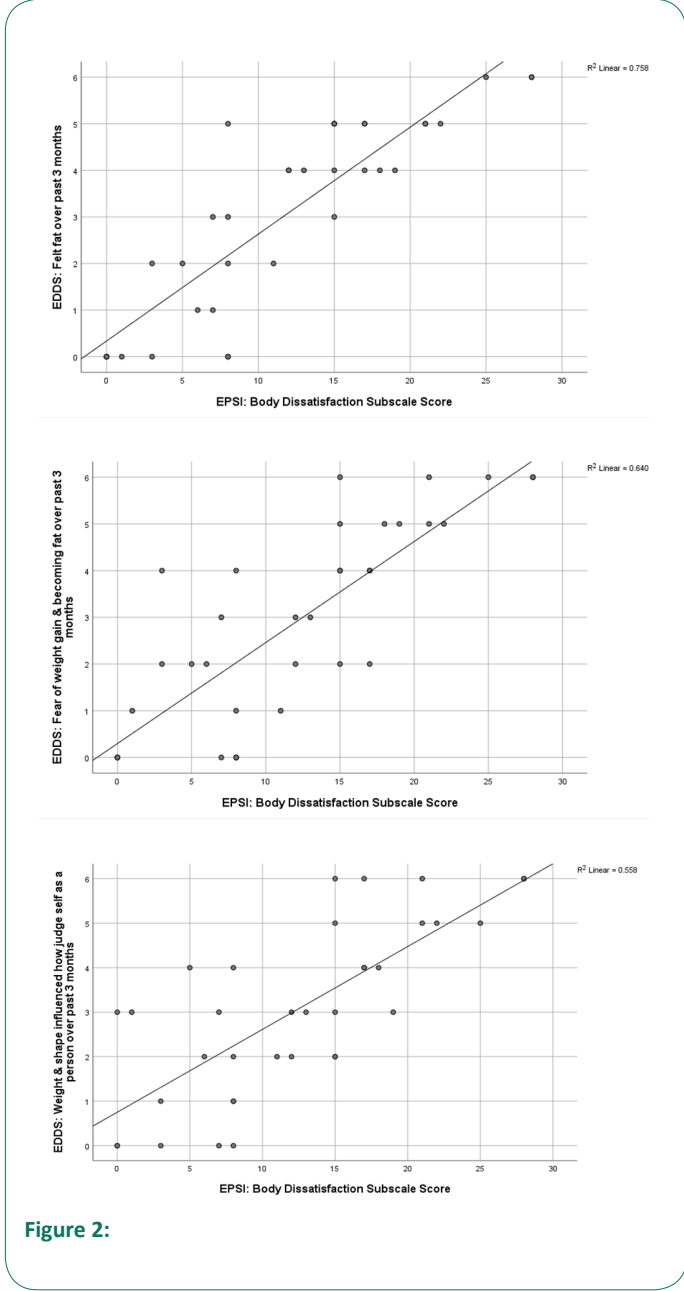 R2 Linear = 0.758
EDDS: Felt fat over past 3 months
6
5
4
3
2
1
0
0 5 10 15 20 25 30
EPSI: Body Dissatisfaction Subscale Score
R2 Linear = 0.640
EDDS: Fear of weight gain & becoming fat over past 3
months
6
5
4
3
2
1
0
0 5 10 15 20 25 30
EPSI: Body Dissatisfaction Subscale Score
R2 Linear = 0.558
EDDS: Weight & shape influenced how judge self as a
person over past 3 months
6
5
4
3
2
1
0
0 5 10 15 20 25 30
EPSI: Body Dissatisfaction Subscale Score
Figure 2: